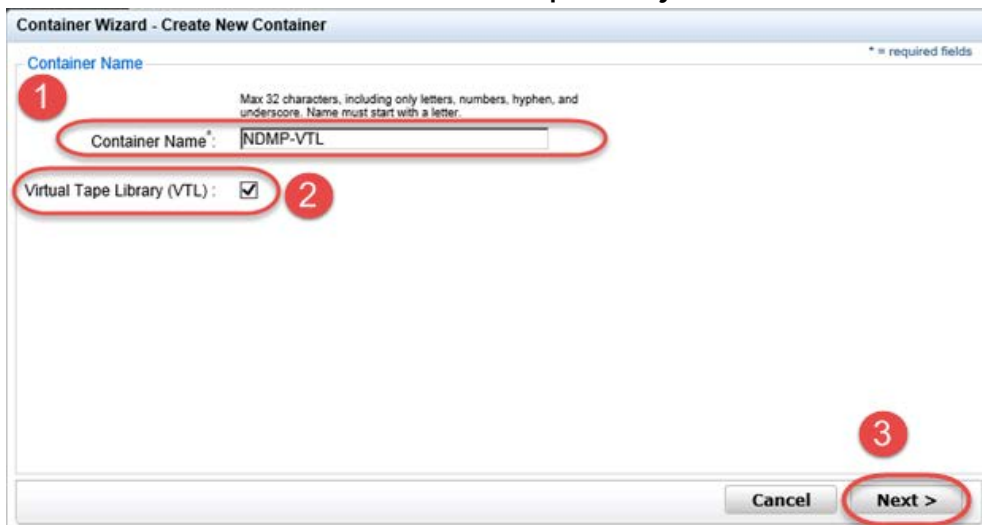 Container Wizard - Create New Container
* = required fields
Container Name
1
Max 32 characters, including only letters, numbers, hyphen, and
underscore. Name must start with a letter.
Container Name*: NDMP-VTL
Virtual Tape Library (VTL) : 2
3
Cancel Next >